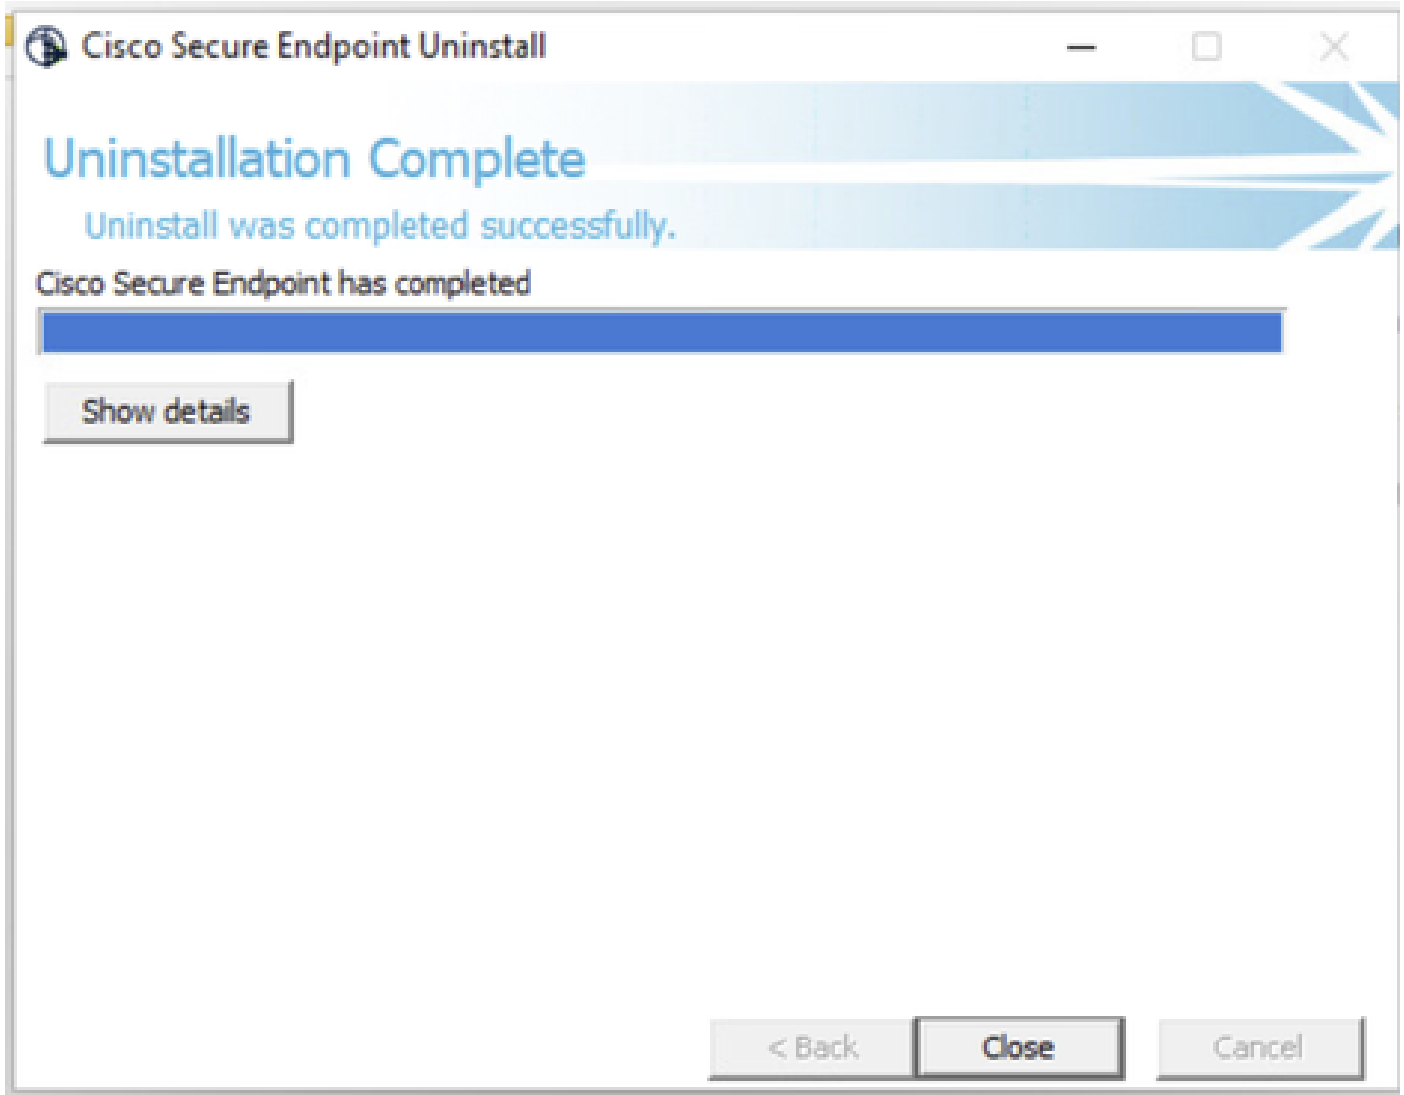 Cisco Secure Endpoint Uninstall
Uninstallation Complete
Uninstall was completed successfully.
Cisco Secure Endpoint has completed
Show details
< Back Close Cancel